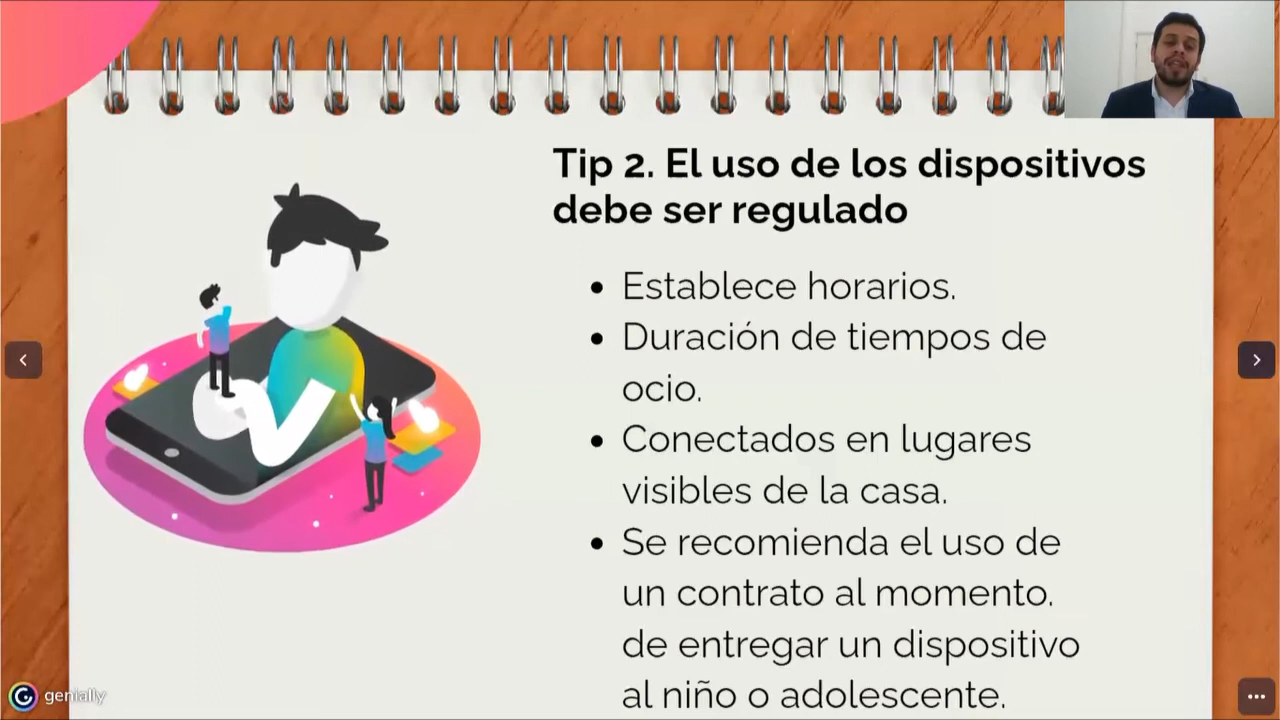 Tip 2. El uso de los dispositivos
debe ser regulado
Establece horarios.
Duración de tiempos de
ocio.
Conectados en lugares
visibles de la casa.
Se recomienda el uso de
un contrato al momento.
de entregar un dispositivo
al niño o adolescente.
genially